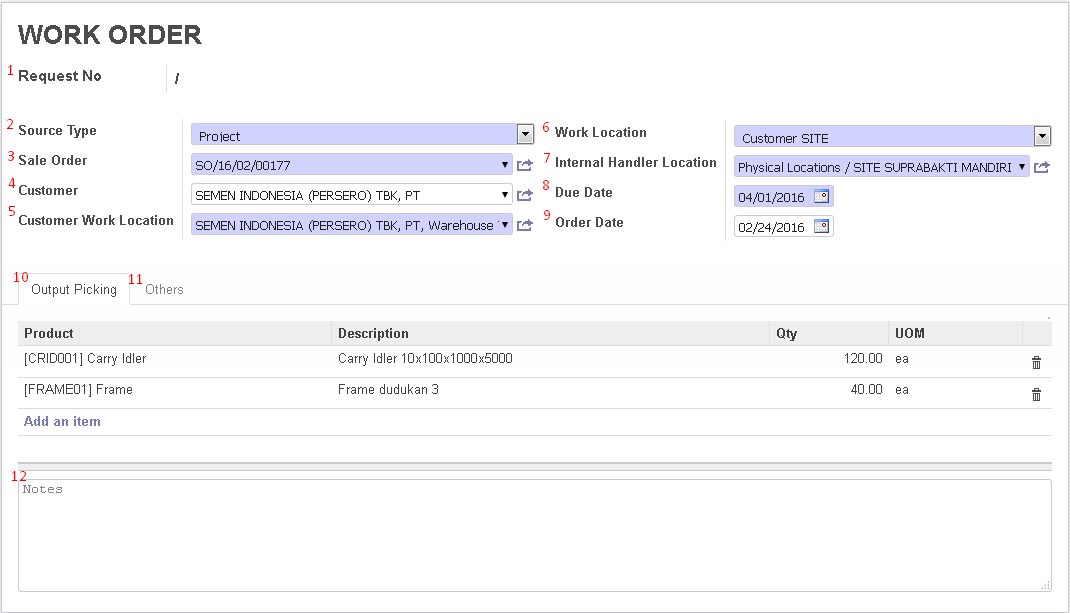 WORK ORDER
1 Request No /
2 Source Type Project
3 Sale Order SO/16/02/00177
4 Customer SEMEN INDONESIA (PERSERO) TBK, PT
5 Customer Work Location SEMEN INDONESIA (PERSERO) TBK, PT, Warehouse
6 Work Location Customer SITE
7 Internal Handler Location Physical Locations / SITE SUPRABAKTI MANDIRI
8 Due Date 04/01/2016
9 Order Date 02/24/2016
10 Output Picking 11 Others
Product Description Qty UOM
[CRID001] Carry Idler Carry Idler 10x100x1000x5000 120.00 ea
[FRAME01] Frame Frame dudukan 3 40.00 ea
Add an item
12
Notes